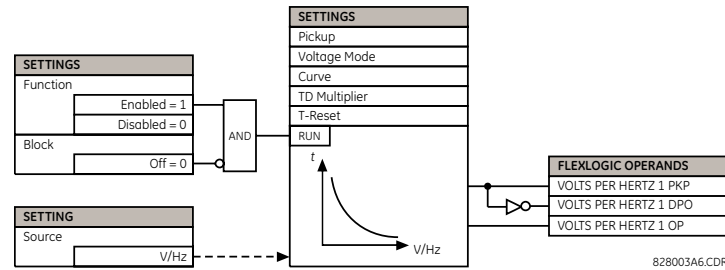 SETTINGS
Function
Enabled = 1
Disabled = 0
Block
Off = 0
SETTING
Source
V/Hz
AND
SETTINGS
Pickup
Voltage Mode
Curve
TD Multiplier
T-Reset
RUN
t
V/Hz
FLEXLOGIC OPERANDS
VOLTS PER HERTZ 1 PKP
VOLTS PER HERTZ 1 DPO
VOLTS PER HERTZ 1 OP
828003A6.CDR